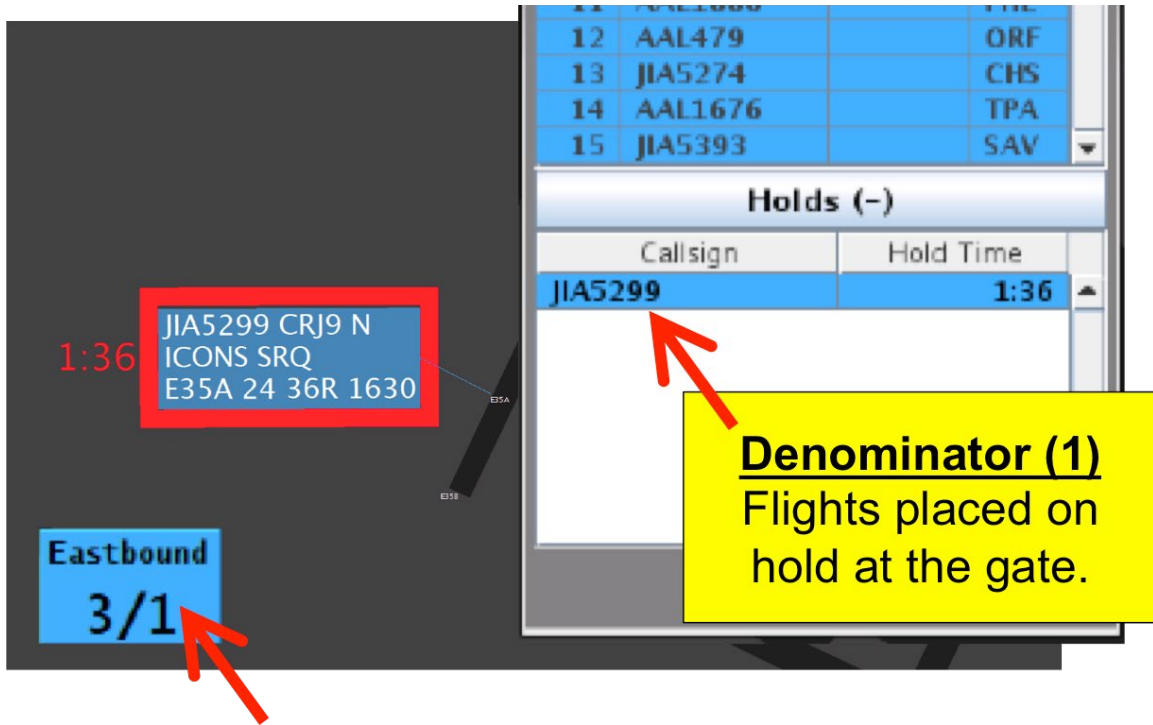 12 AAL479 ORF
13 JIA5274 CHS
14 AAL1676 TPA
15 JIA5393 SAV
Holds (-)
Callsign Hold Time
JIA5299 1:36
1:36
JIA5299 CRJ9 N
ICONS SRQ
E35A 24 36R 1630
E35A
E35B
Denominator (1)
Flights placed on
hold at the gate.
Eastbound
3/1